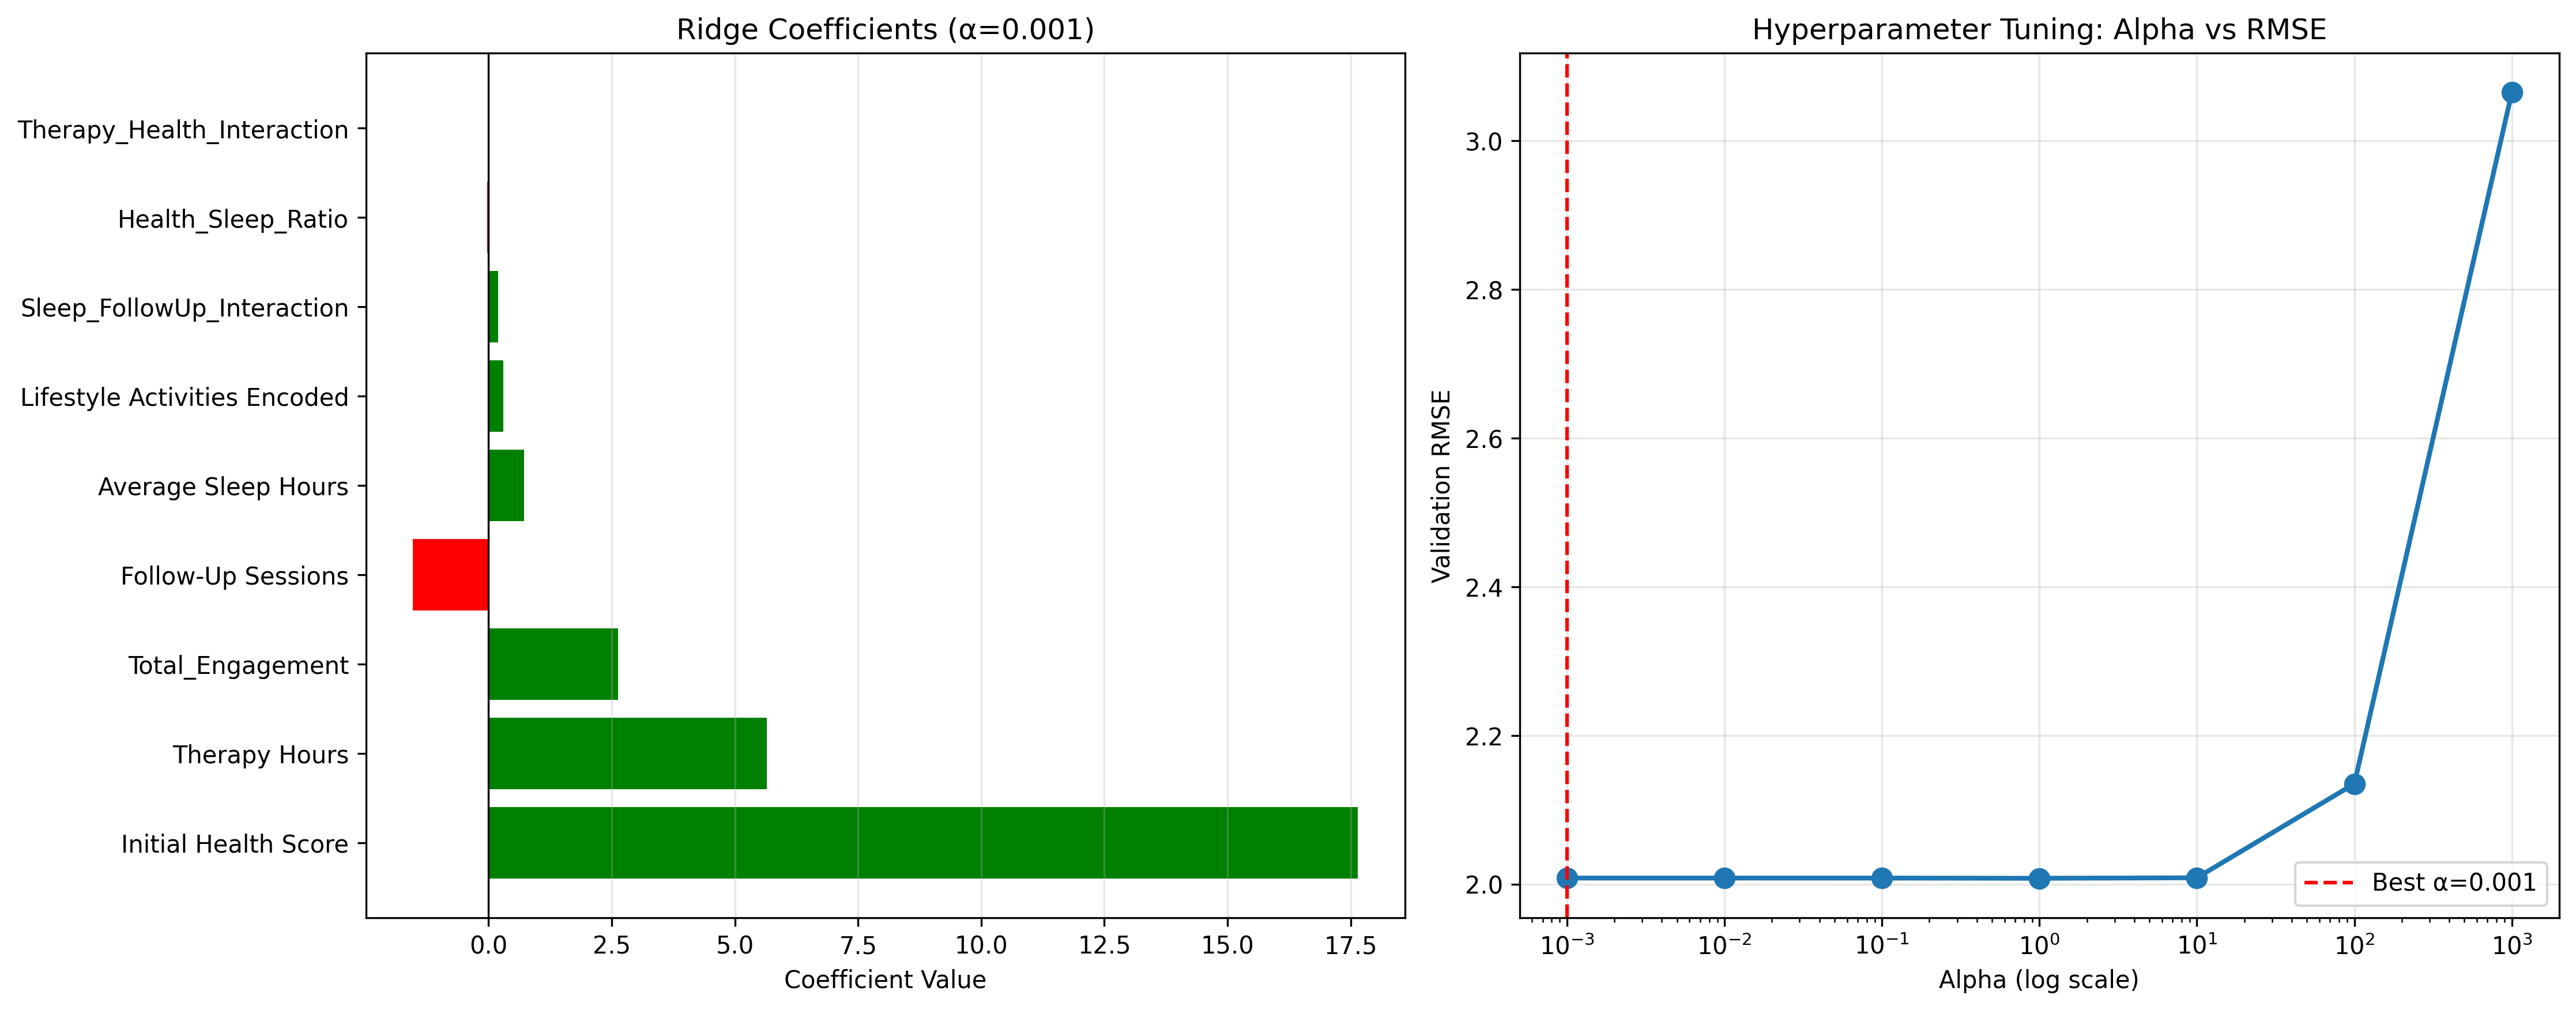 Ridge Coefficients (α=0.001)
Therapy_Health_Interaction
Health_Sleep_Ratio
Sleep_FollowUp_Interaction
Lifestyle Activities Encoded
Average Sleep Hours
Follow-Up Sessions
Total_Engagement
Therapy Hours
Initial Health Score
0.0 2.5 5.0 7.5 10.0 12.5 15.0 17.5
Coefficient Value
Hyperparameter Tuning: Alpha vs RMSE
Validation RMSE
3.0
2.8
2.6
2.4
2.2
2.0
Best α=0.001
10⁻³ 10⁻² 10⁻¹ 10⁰ 10¹ 10² 10³
Alpha (log scale)